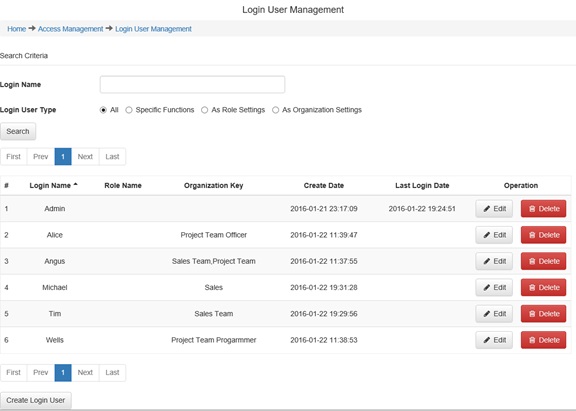 Login User Management
Home → Access Management → Login User Management
Search Criteria
Login Name
Login User Type All Specific Functions As Role Settings As Organization Settings
Search
First Prev 1 Next Last
# Login Name Role Name Organization Key Create Date Last Login Date Operation
1 Admin 2016-01-21 23:17:09 2016-01-22 19:24:51 Edit Delete
2 Alice Project Team Officer 2016-01-22 11:39:47 Edit Delete
3 Angus Sales Team,Project Team 2016-01-22 11:37:55 Edit Delete
4 Michael Sales 2016-01-22 19:31:28 Edit Delete
5 Tim Sales Team 2016-01-22 19:29:56 Edit Delete
6 Wells Project Team Progarmmer 2016-01-22 11:38:53 Edit Delete
First Prev 1 Next Last
Create Login User